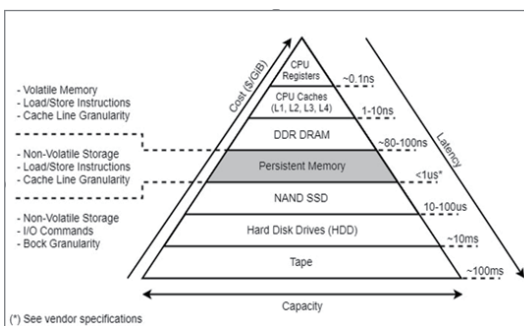 CPU
Registers
~0.1ns
CPU Caches
(L1, L2, L3, L4)
1-10ns
DDR DRAM
~80-100ns
Persistent Memory
<1us*
NAND SSD
10-100us
Hard Disk Drives (HDD)
~10ms
Tape
~100ms
Cost ($/GiB)
Latency
Capacity
- Volatile Memory
- Load/Store Instructions
- Cache Line Granularity
- Non-Volatile Storage
- Load/Store Instructions
- Cache Line Granularity
- Non-Volatile Storage
- I/O Commands
- Bock Granularity
(*) See vendor specifications